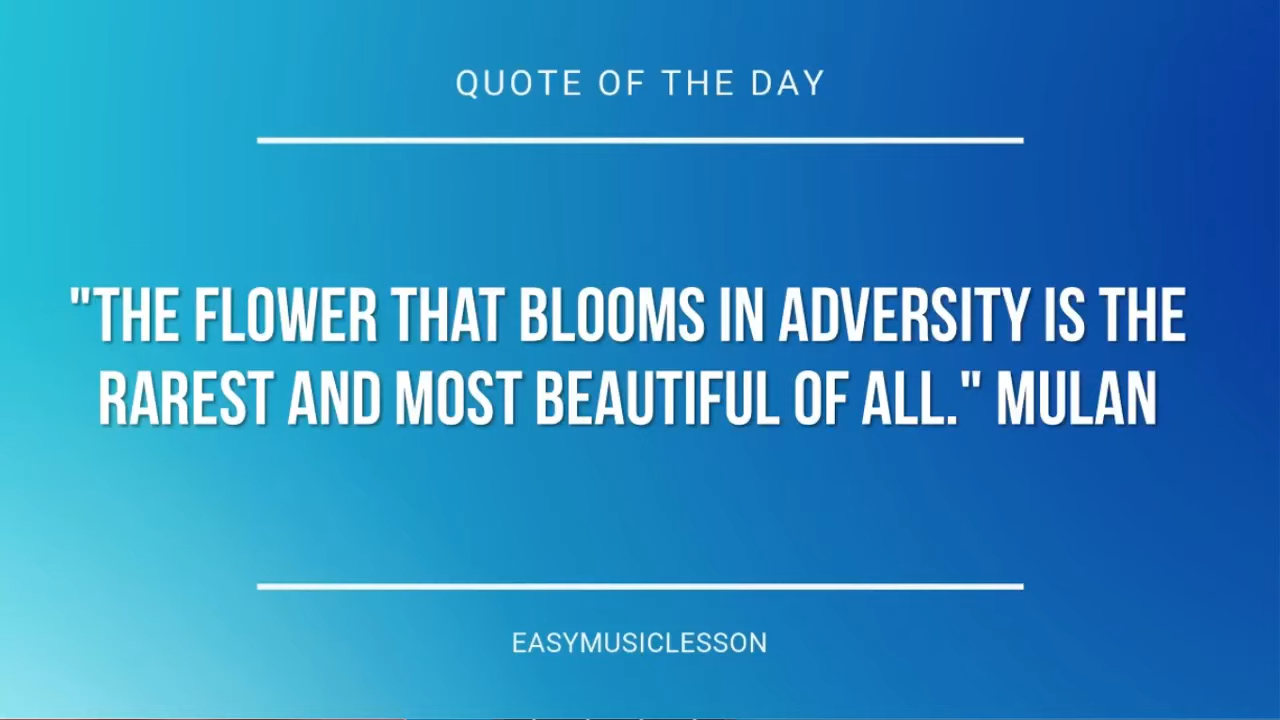 QUOTE OF THE DAY
"THE FLOWER THAT BLOOMS IN ADVERSITY IS THE
RAREST AND MOST BEAUTIFUL OF ALL." MULAN
EASYMUSICLESSON